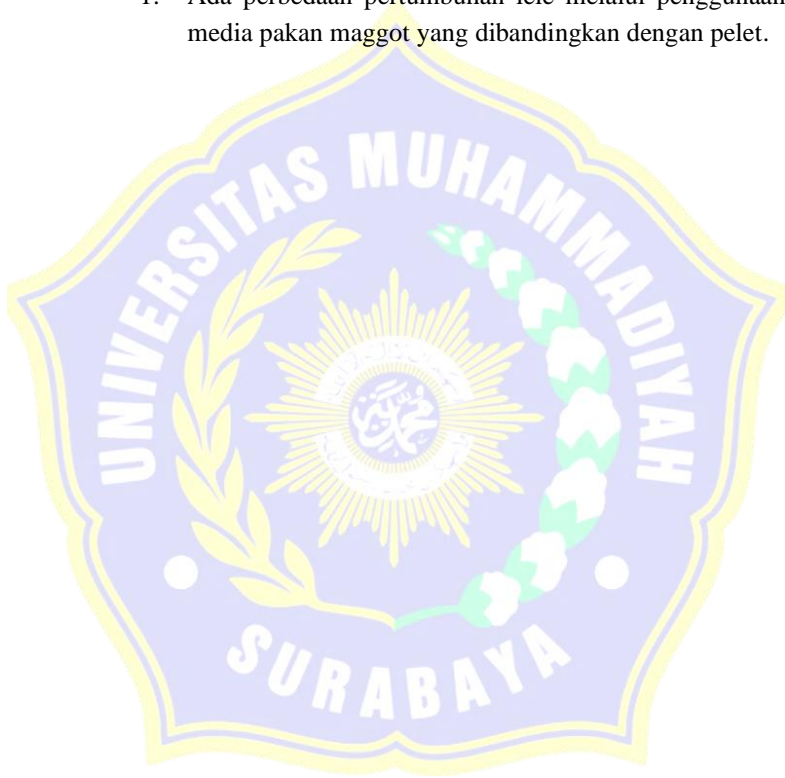 1. Ada perbedaan pertumbuhan lele melalui penggunaan
media pakan maggot yang dibandingkan dengan pelet.
UNIVERSITAS MUHAMMADIYAH
SURABAYA